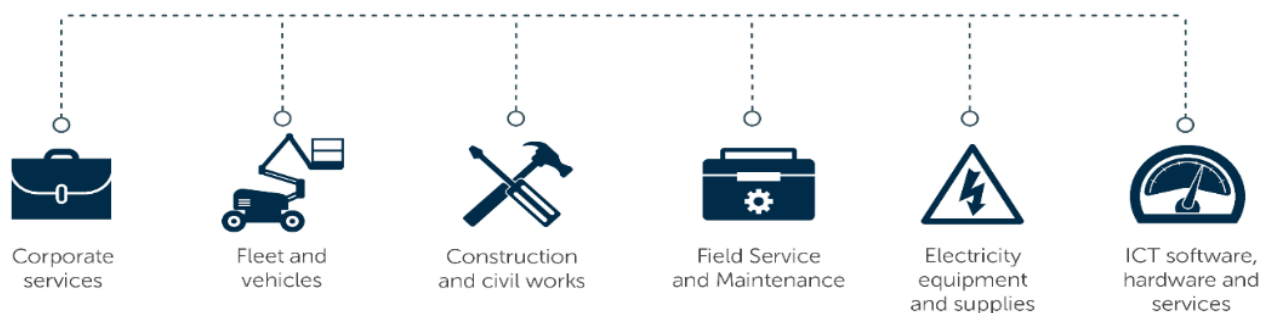 Corporate
services
Fleet and
vehicles
Construction
and civil works
Field Service
and Maintenance
Electricity
equipment
and supplies
ICT software,
hardware and
services